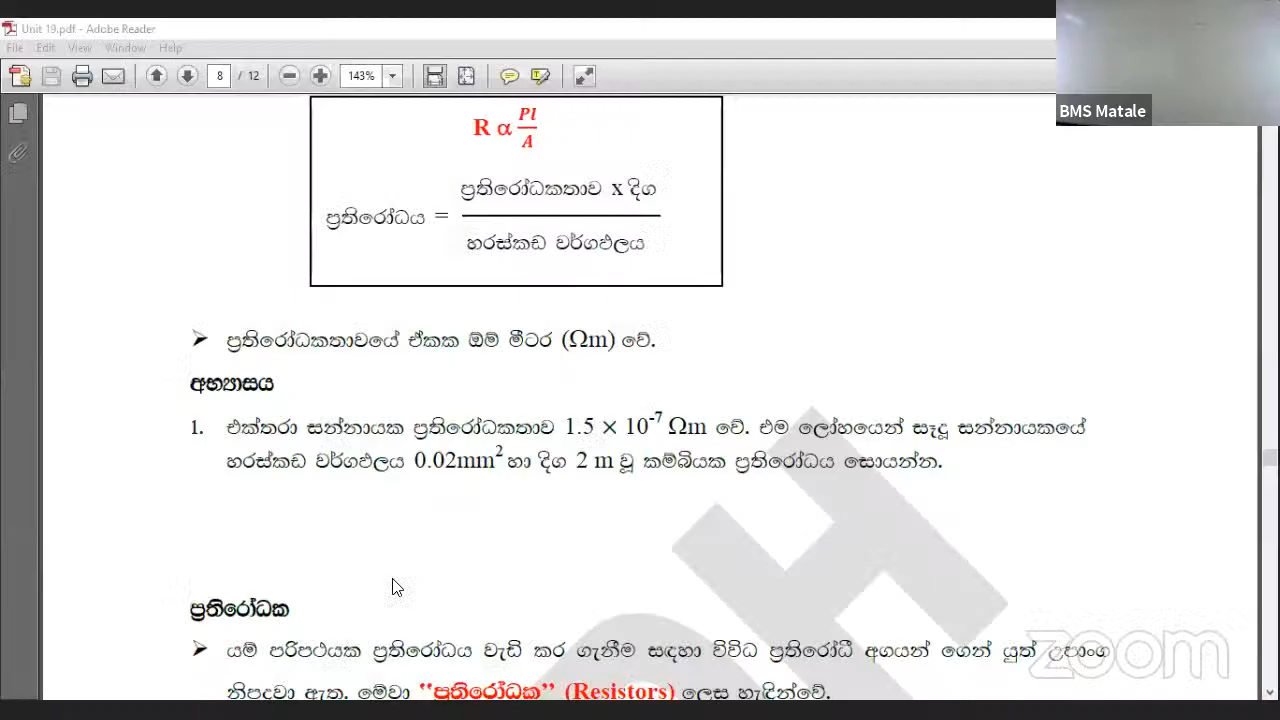 Unit 19.pdf - Adobe Reader
File Edit View Window Help
8 / 12 143%
BMS Matale
R α Pl
A
ප්‍රතිරෝධකතාව x දිග
ප්‍රතිරෝධය =
හරස්කඩ වර්ගඵලය
➢ ප්‍රතිරෝධකතාවයේ ඒකක ඕම් මීටර (Ωm) වේ.
අභ්‍යාසය
1. එක්තරා සන්නායක ප්‍රතිරෝධකතාව 1.5 × 10⁻⁷ Ωm වේ. එම ලෝහයෙන් සෑදූ සන්නායකයේ
හරස්කඩ වර්ගඵලය 0.02mm² හා දිග 2 m වූ කම්බියක ප්‍රතිරෝධය සොයන්න.
ප්‍රතිරෝධක
➢ යම් පරිපථයක ප්‍රතිරෝධය වැඩි කර ගැනීම සඳහා විවිධ ප්‍රතිරෝධී අගයන් ගෙන් යුත් උපාංග
නිපදවා ඇත. මේවා “ප්‍රතිරෝධක” (Resistors) ලෙස හැඳින්වේ.
zoom